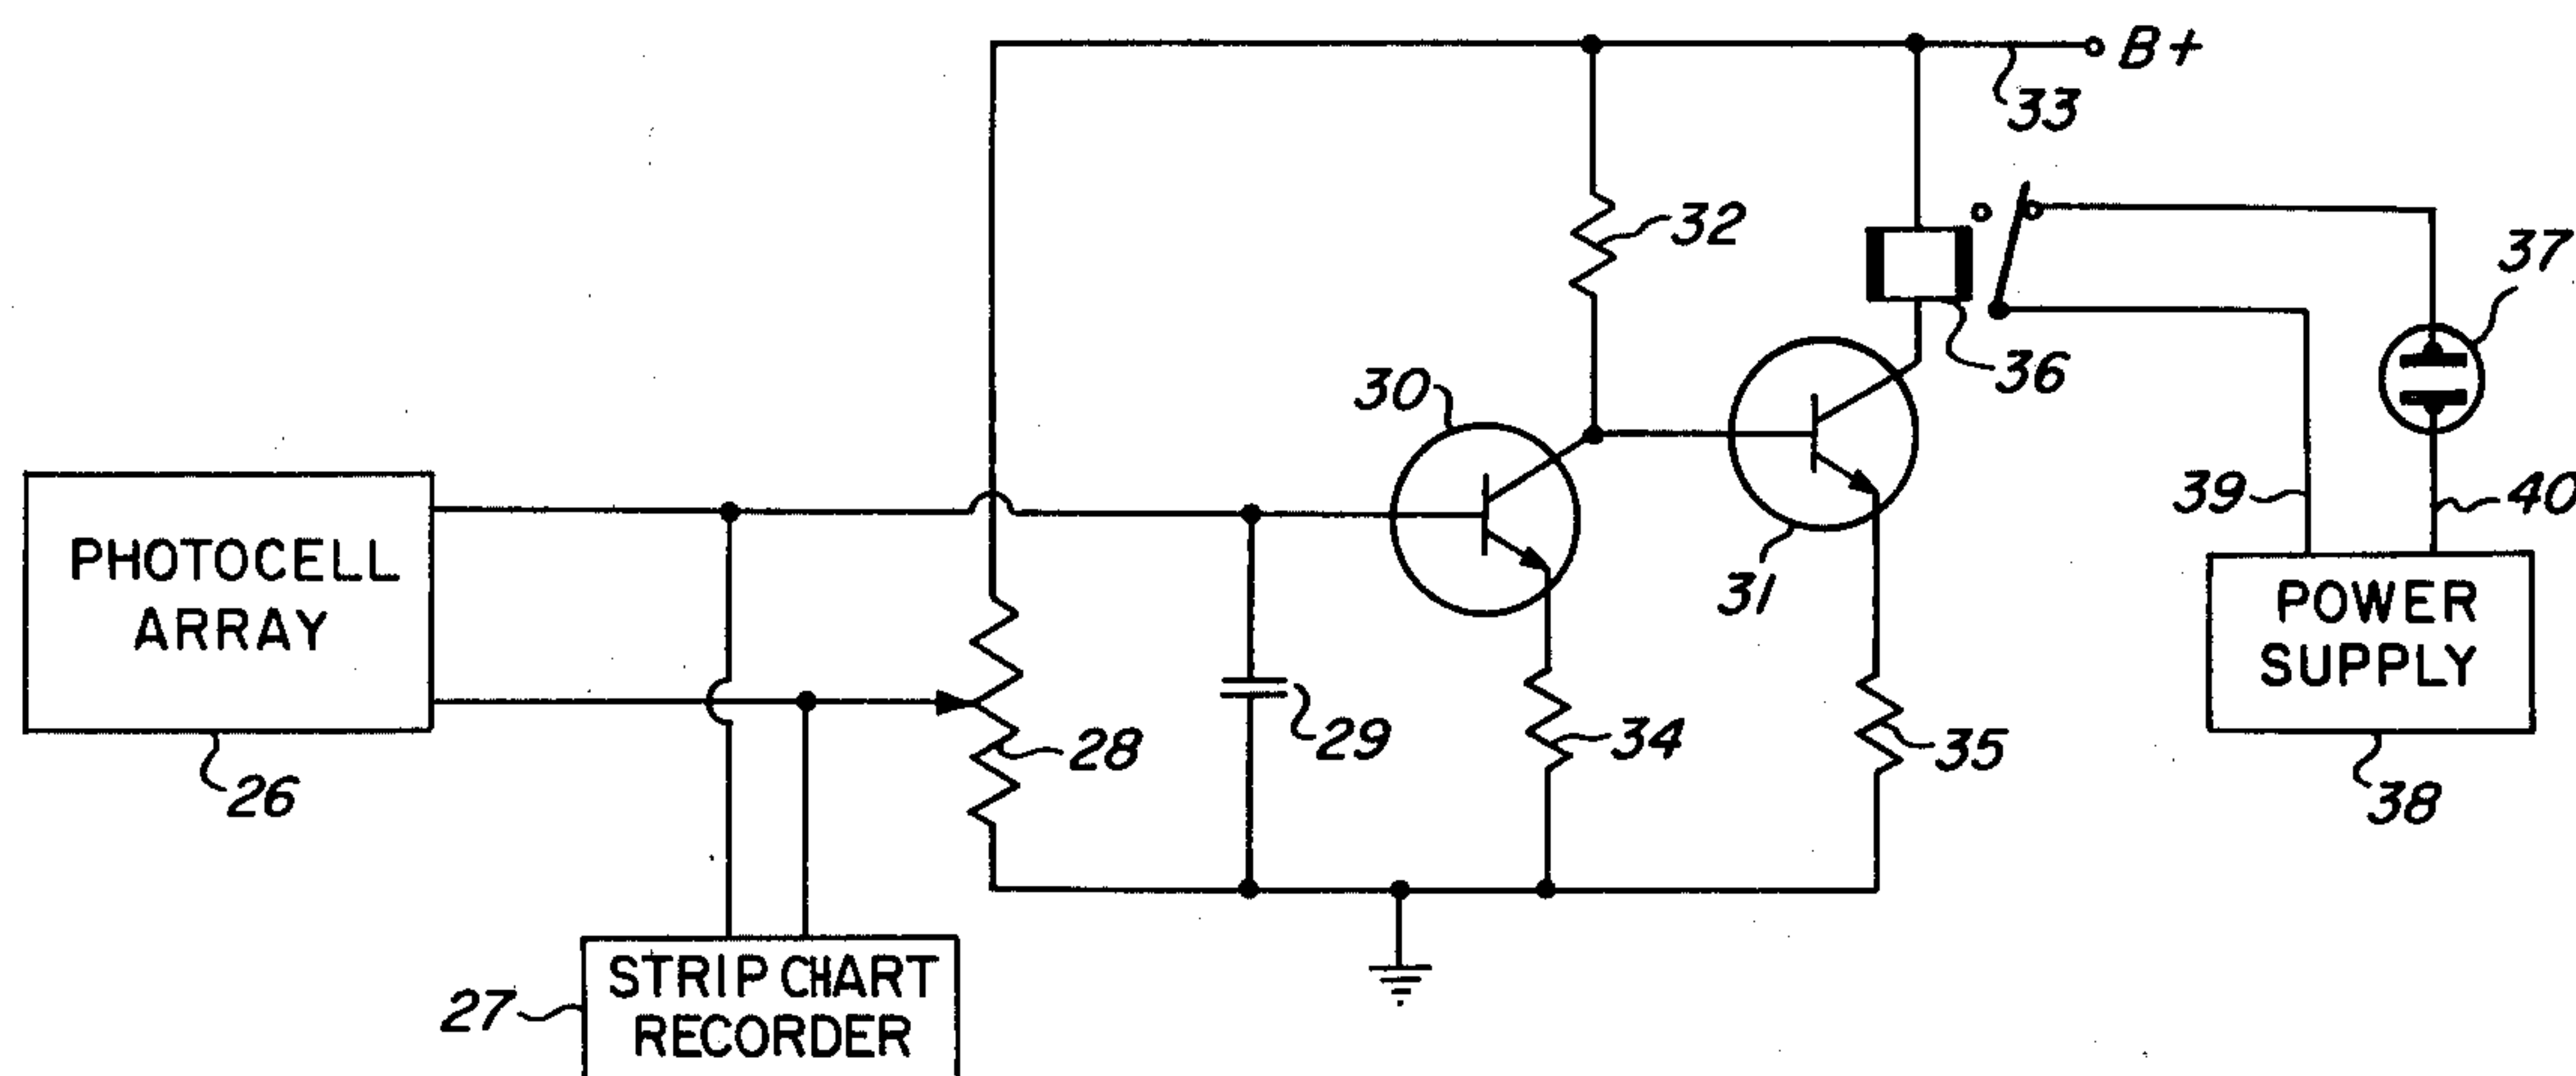 B+
33
32
37
36
30
39
40
PHOTOCELL
ARRAY
31
POWER
SUPPLY
28
29
34
35
26
38
STRIP CHART
RECORDER
27